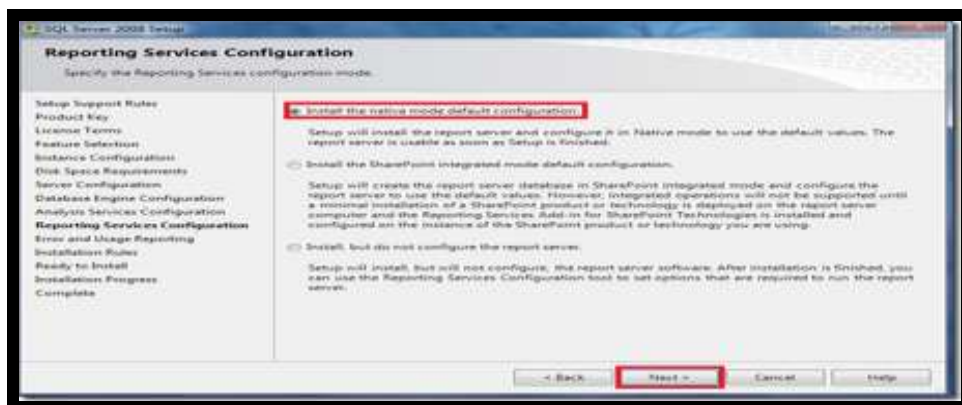 SQL Server 2008 Setup
Reporting Services Configuration
Specify the Reporting Services configuration mode.
Setup Support Rules
Product Key
License Terms
Feature Selection
Instance Configuration
Disk Space Requirements
Server Configuration
Database Engine Configuration
Analysis Services Configuration
Reporting Services Configuration
Error and Usage Reporting
Installation Rules
Ready to Install
Installation Progress
Complete
Install the native mode default configuration.
Setup will install the report server and configure it in Native mode to use the default values. The
report server is usable as soon as Setup is finished.
Install the SharePoint integrated mode default configuration.
Setup will create the report server database in SharePoint integrated mode and configure the
report server to use the default values. However, integrated operations will not be supported until
a minimal installation of a SharePoint product or technology is deployed on the report server
computer and the Reporting Services Add-in for SharePoint Technologies is installed and
configured on the instance of the SharePoint product or technology you are using.
Install, but do not configure the report server.
Setup will install, but will not configure, the report server software. After installation is finished, you
can use the Reporting Services Configuration tool to set options that are required to run the report
server.
< Back
Next >
Cancel
Help